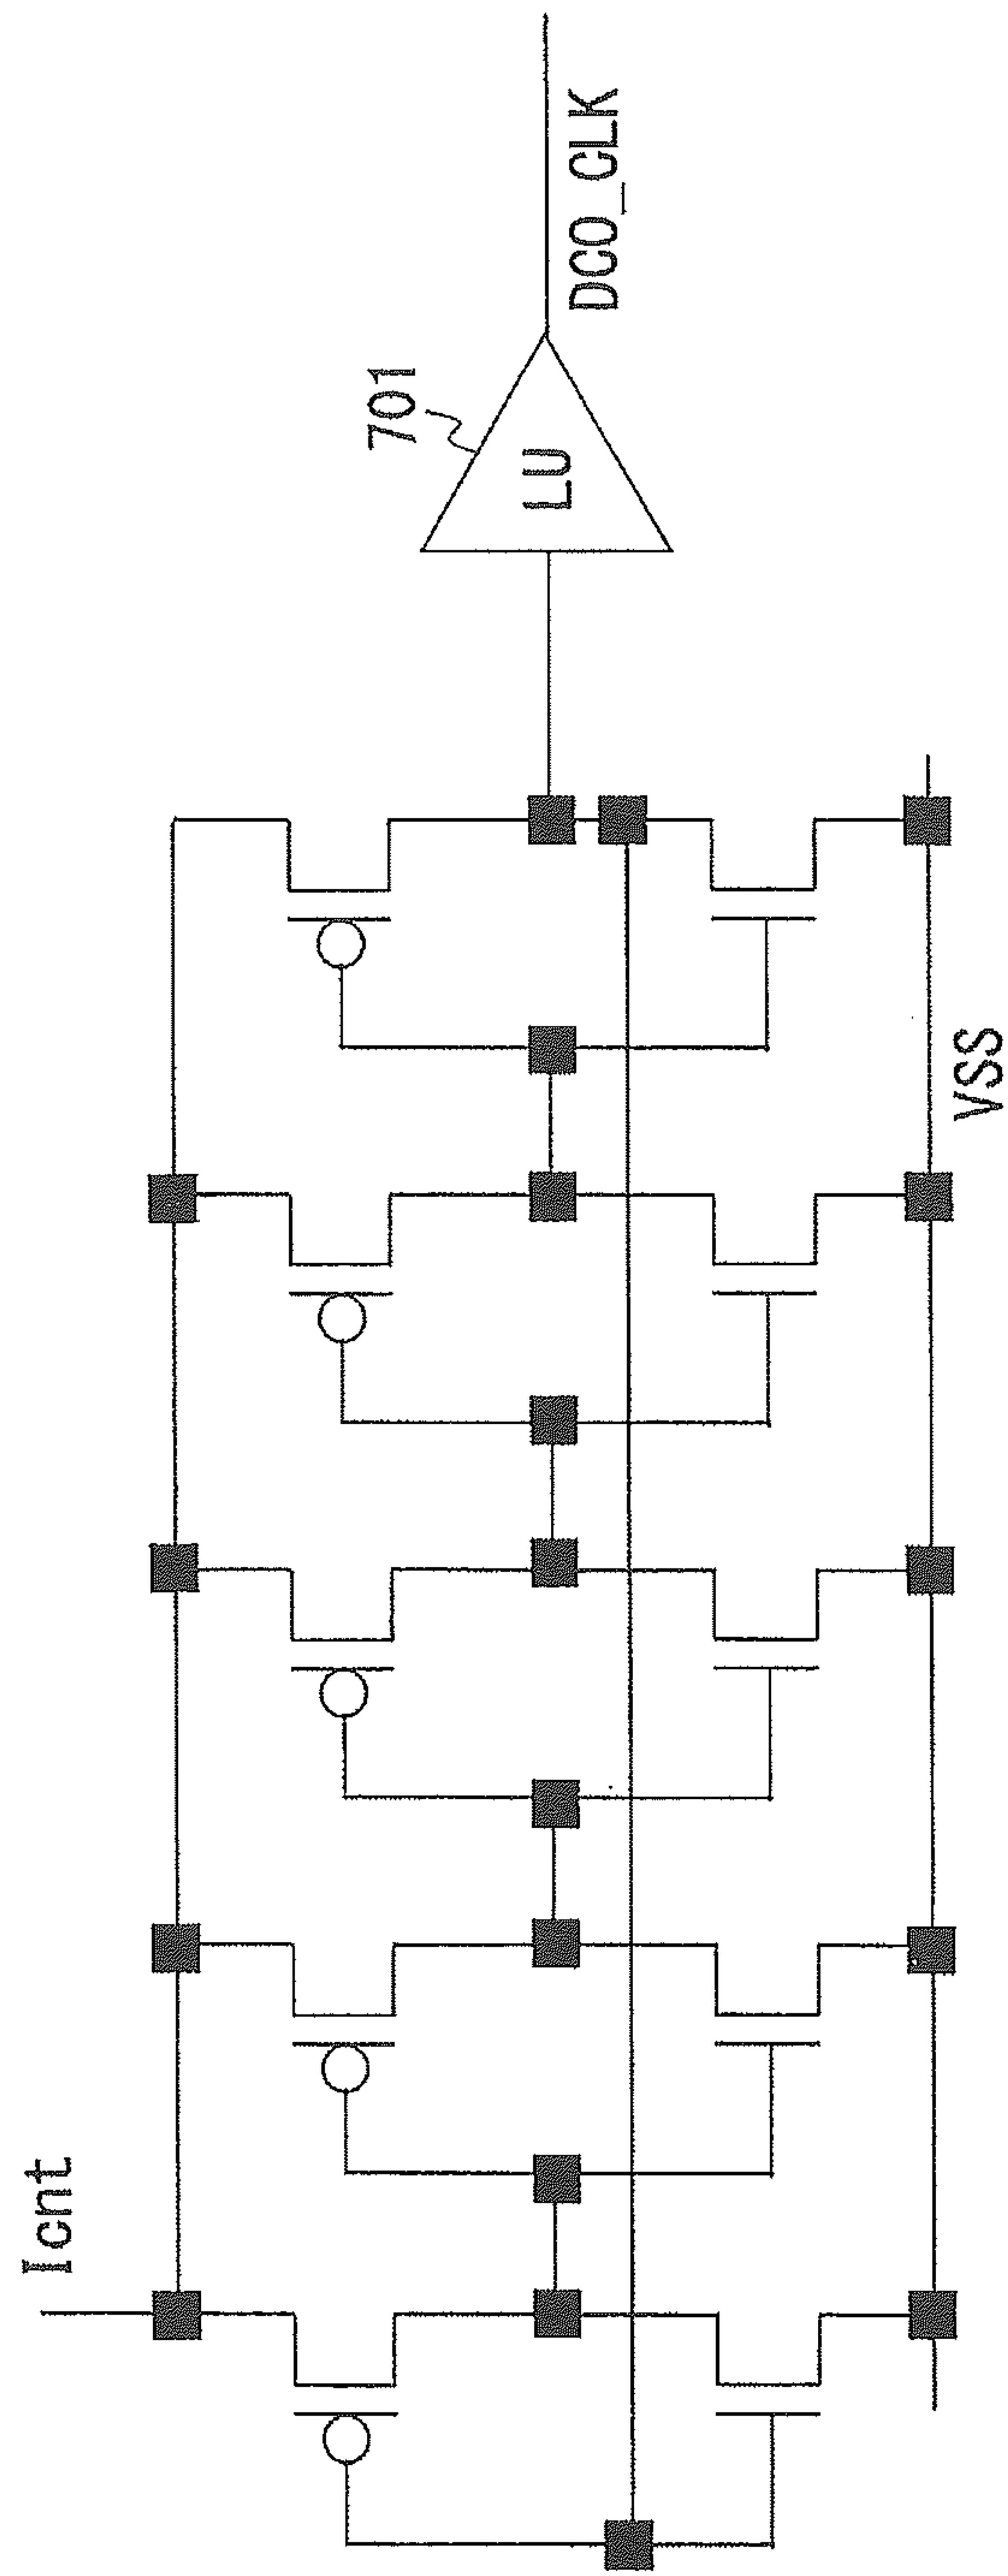 Icnt
701
LU
DCO_CLK
VSS